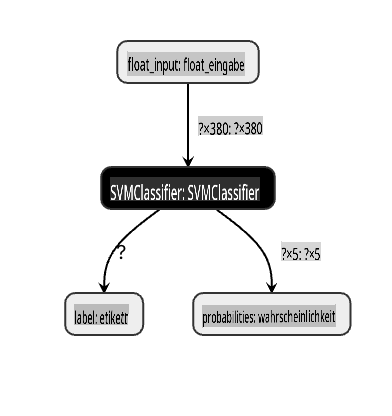 float_input: float_eingabe
?×380: ?×380
SVMClassifier: SVMClassifier
?
?×5: ?×5
label: etikett
probabilities: wahrscheinlichkeit